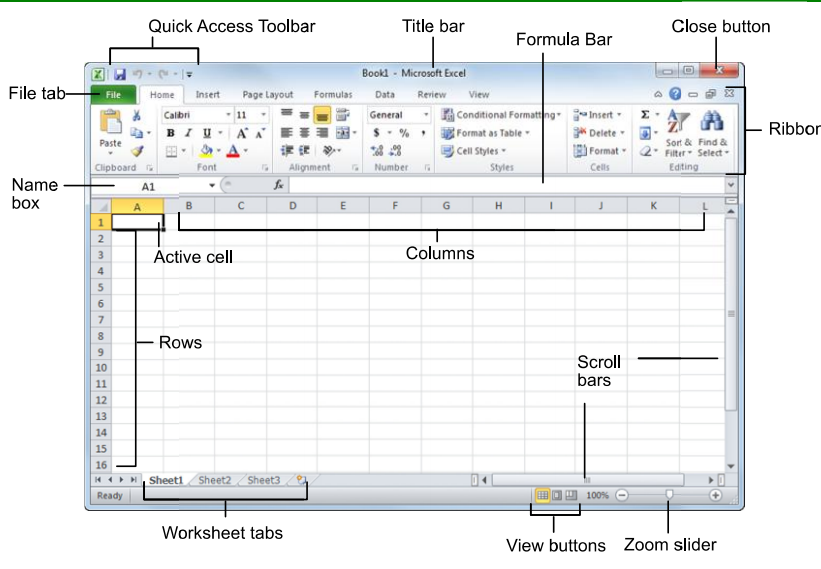 Quick Access Toolbar
Title bar
Close button
Formula Bar
Book1 - Microsoft Excel
File tab
File Home Insert Page Layout Formulas Data Review View
Calibri 11 General Conditional Formatting Insert Σ
Paste B I U A A A $ % , Format as Table Delete Sort & Filter Find & Select
Cell Styles Format
Clipboard Font Alignment Number Styles Cells Editing
Ribbon
Name box
A1 fx
A B C D E F G H I J K L
1
2
3 Active cell Columns
4
5
6
7
8 Rows
9
10 Scroll bars
11
12
13
14
15
16
Sheet1 Sheet2 Sheet3
Ready 100%
Worksheet tabs
View buttons
Zoom slider